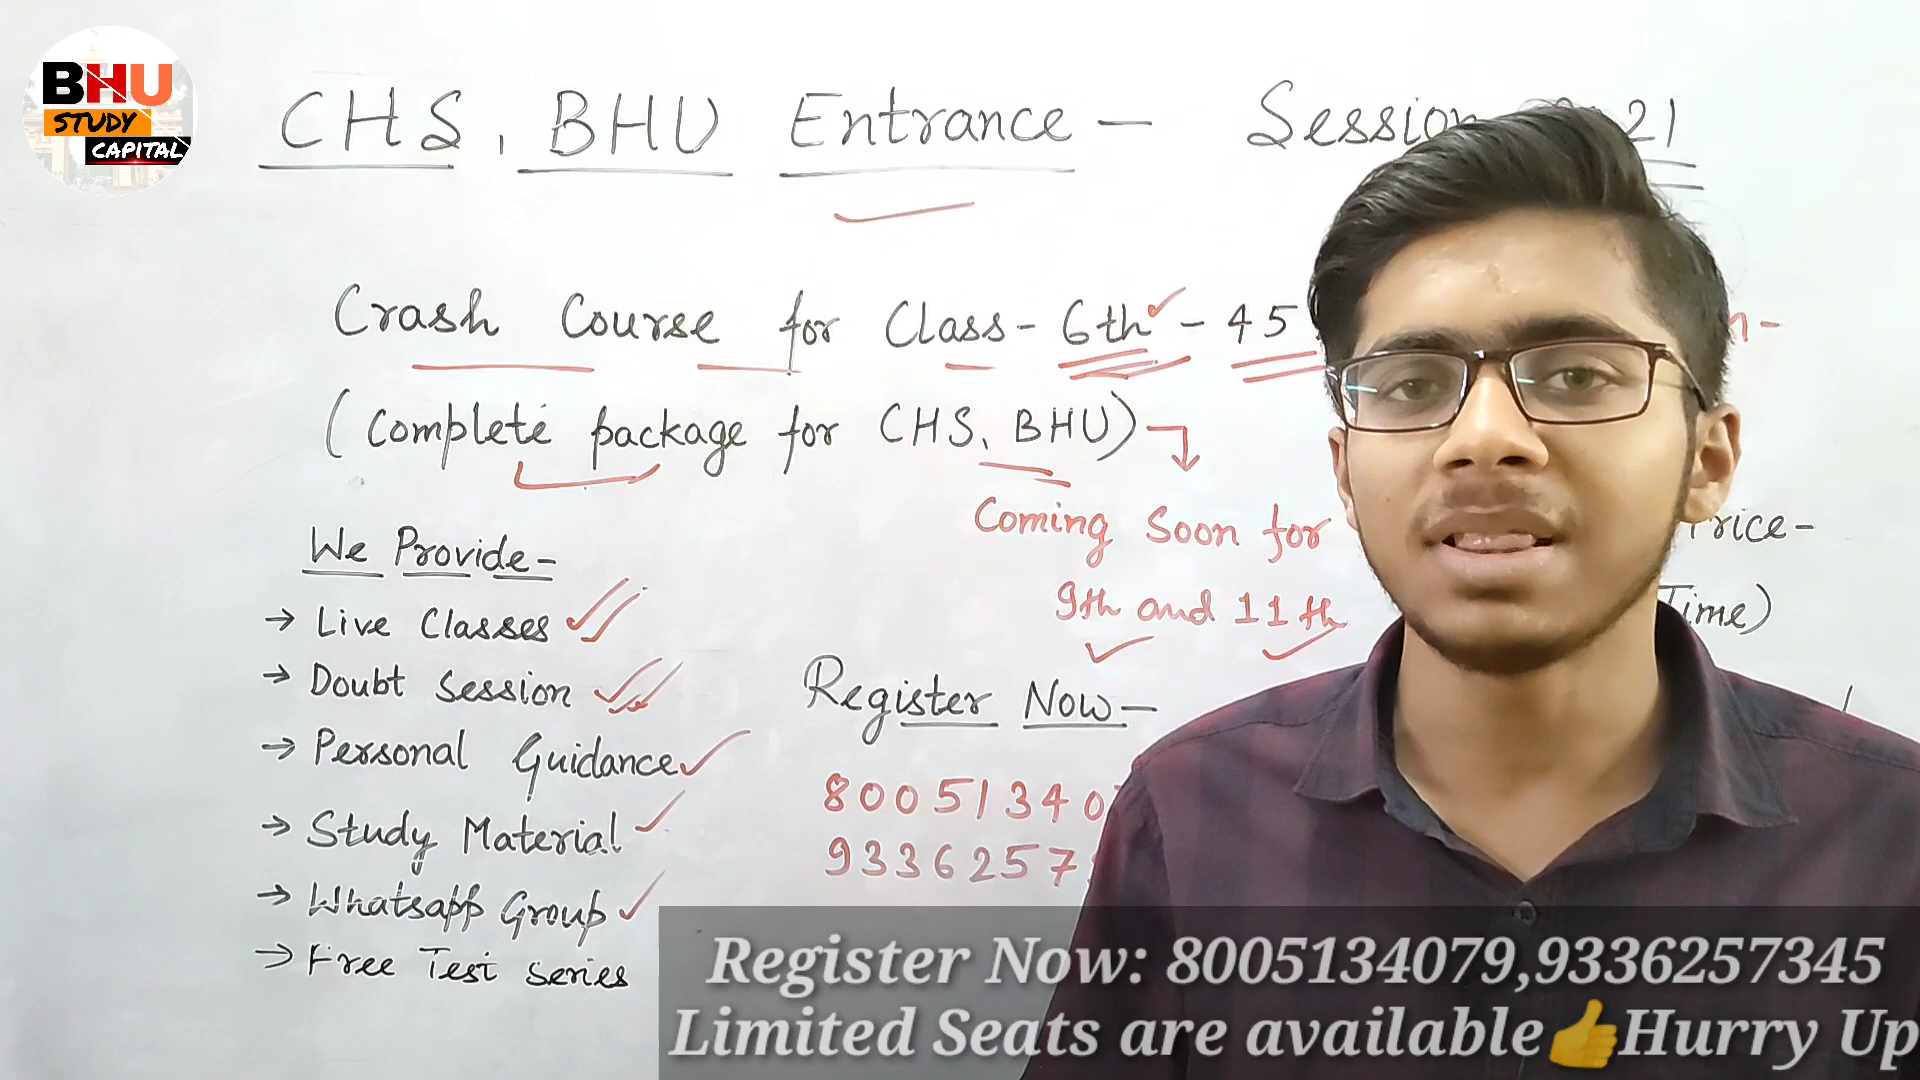 BHU
STUDY
CAPITAL
CHS, BHU Entrance - Session 21
Crash Course for Class - 6th - 45
(Complete package for CHS, BHU)
Coming Soon for
9th and 11th
Time)
We Provide -
→ Live Classes
→ Doubt Session
→ Personal Guidance
→ Study Material
→ Whatsapp Group
→ Free Test Series
Register Now -
80051340
9336257
Register Now: 8005134079,9336257345
Limited Seats are available👍Hurry Up